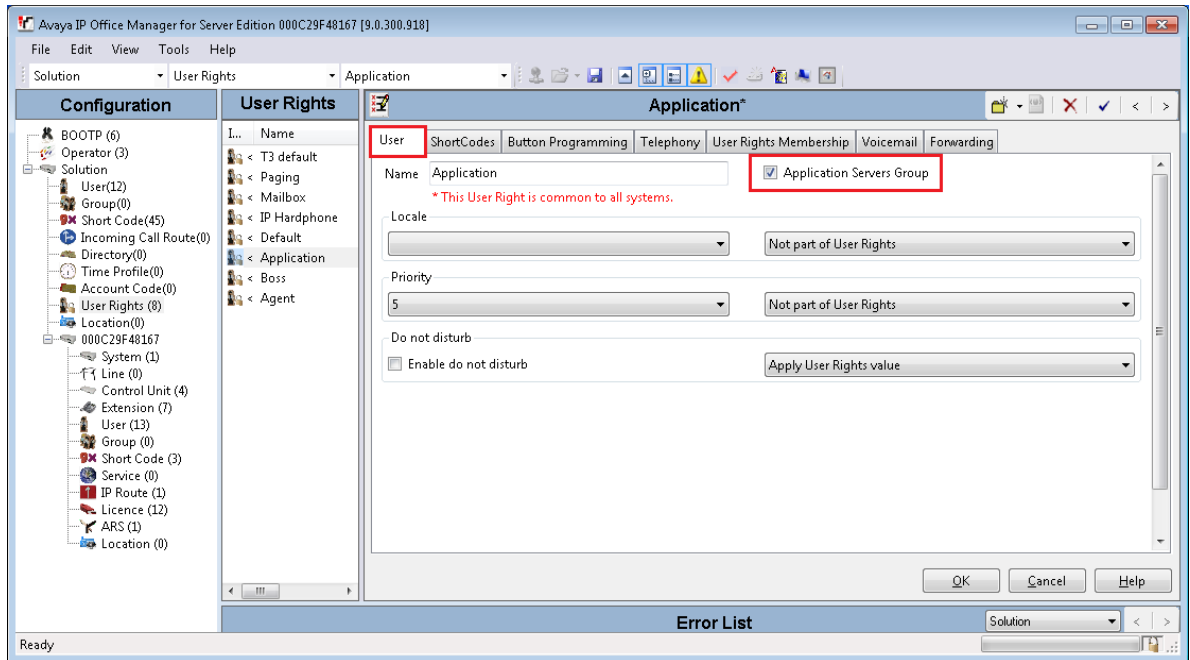 Avaya IP Office Manager for Server Edition 000C29F48167 [9.0.300.918]
File Edit View Tools Help
Solution User Rights Application
Configuration
BOOTP (6)
Operator (3)
Solution
User(12)
Group(0)
Short Code(45)
Incoming Call Route(0)
Directory(0)
Time Profile(0)
Account Code(0)
User Rights (8)
Location(0)
000C29F48167
System (1)
Line (0)
Control Unit (4)
Extension (7)
User (13)
Group (0)
Short Code (3)
Service (0)
IP Route (1)
Licence (12)
ARS (1)
Location (0)
User Rights
I... Name
< T3 default
< Paging
< Mailbox
< IP Hardphone
< Default
< Application
< Boss
< Agent
Application*
User ShortCodes Button Programming Telephony User Rights Membership Voicemail Forwarding
Name Application Application Servers Group
* This User Right is common to all systems.
Locale
Not part of User Rights
Priority
5 Not part of User Rights
Do not disturb
Enable do not disturb Apply User Rights value
OK Cancel Help
Error List Solution
Ready